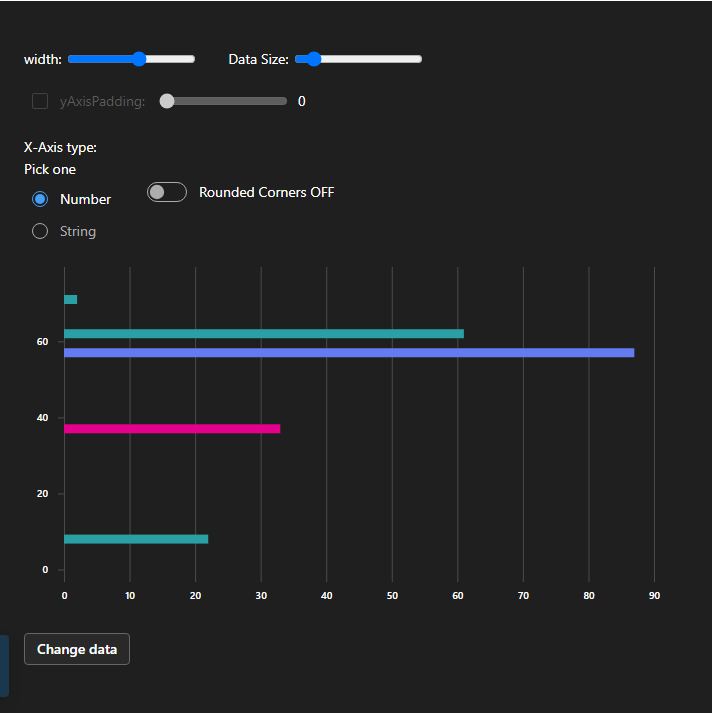 width: Data Size:
yAxisPadding: 0
X-Axis type:
Pick one
Number Rounded Corners OFF
String
60
40
20
0
0 10 20 30 40 50 60 70 80 90
Change data